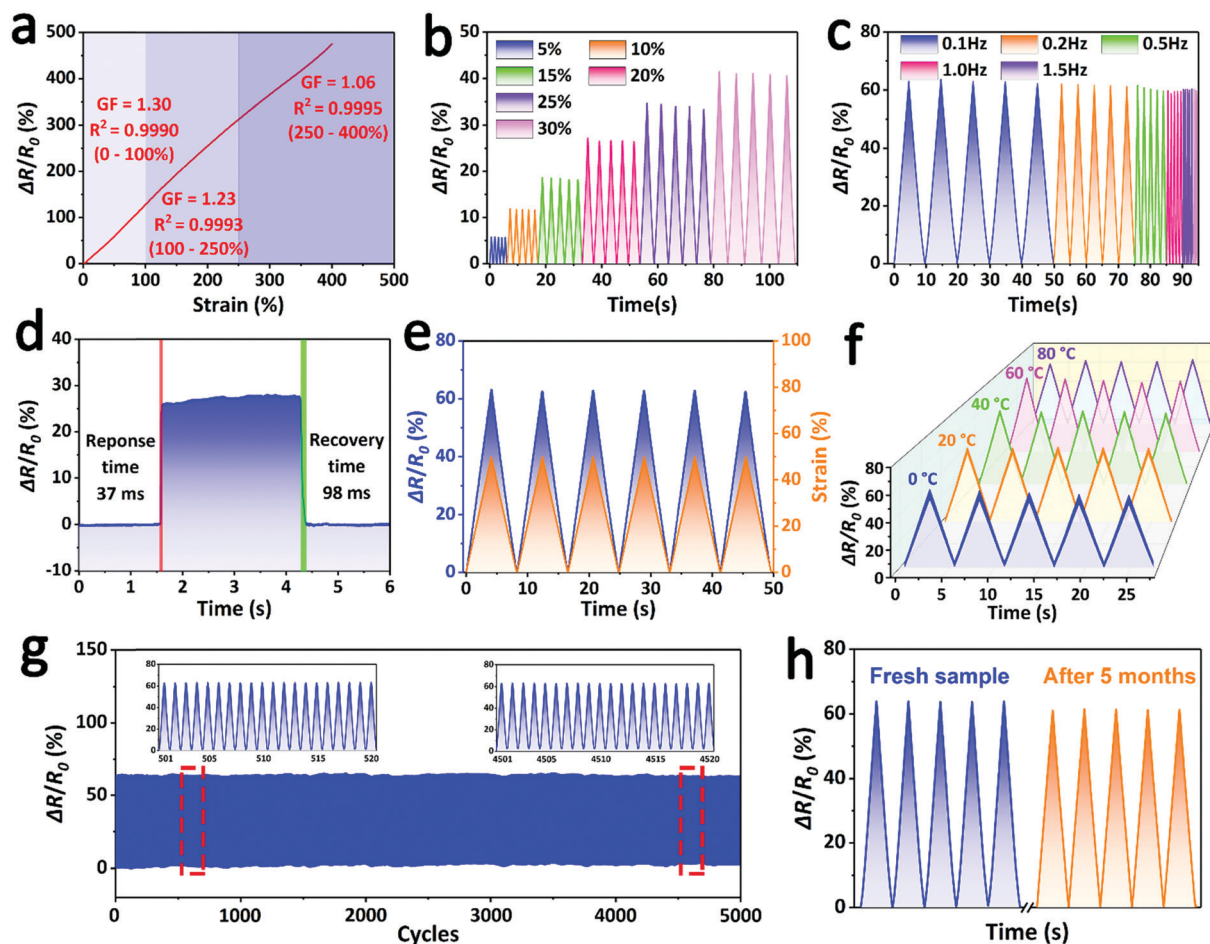 a
500
400
300
200
100
0
ΔR/R0 (%)
GF = 1.30
R2 = 0.9990
(0 - 100%)
GF = 1.23
R2 = 0.9993
(100 - 250%)
GF = 1.06
R2 = 0.9995
(250 - 400%)
0 100 200 300 400 500
Strain (%)
b
50
40
30
20
10
0
ΔR/R0 (%)
5% 10%
15% 20%
25%
30%
0 20 40 60 80 100
Time(s)
c
80
60
40
20
0
ΔR/R0 (%)
0.1Hz 0.2Hz 0.5Hz
1.0Hz 1.5Hz
0 10 20 30 40 50 60 70 80 90
Time(s)
d
40
30
20
10
0
-10
ΔR/R0 (%)
Reponse
time
37 ms
Recovery
time
98 ms
0 1 2 3 4 5 6
Time (s)
e
80
60
40
20
0
ΔR/R0 (%)
100
80
60
40
20
0
Strain (%)
0 10 20 30 40 50
Time (s)
f
80 °C
60 °C
40 °C
20 °C
0 °C
80
60
40
20
0
ΔR/R0 (%)
0 5 10 15 20 25
Time (s)
g
150
100
50
0
ΔR/R0 (%)
80
60
40
20
0
501 505 510 515 520
80
60
40
20
0
4501 4505 4510 4515 4520
0 1000 2000 3000 4000 5000
Cycles
h
80
60
40
20
0
ΔR/R0 (%)
Fresh sample After 5 months
Time (s)